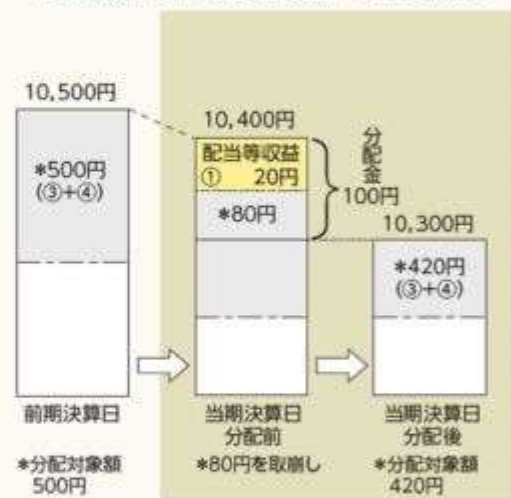 10,500円
*500円
(③+④)
10,400円
配当等収益
① 20円
*80円
分配金
100円
10,300円
*420円
(③+④)
前期決算日
当期決算日
分配前
当期決算日
分配後
*分配対象額
500円
*80円を取崩し
*分配対象額
420円